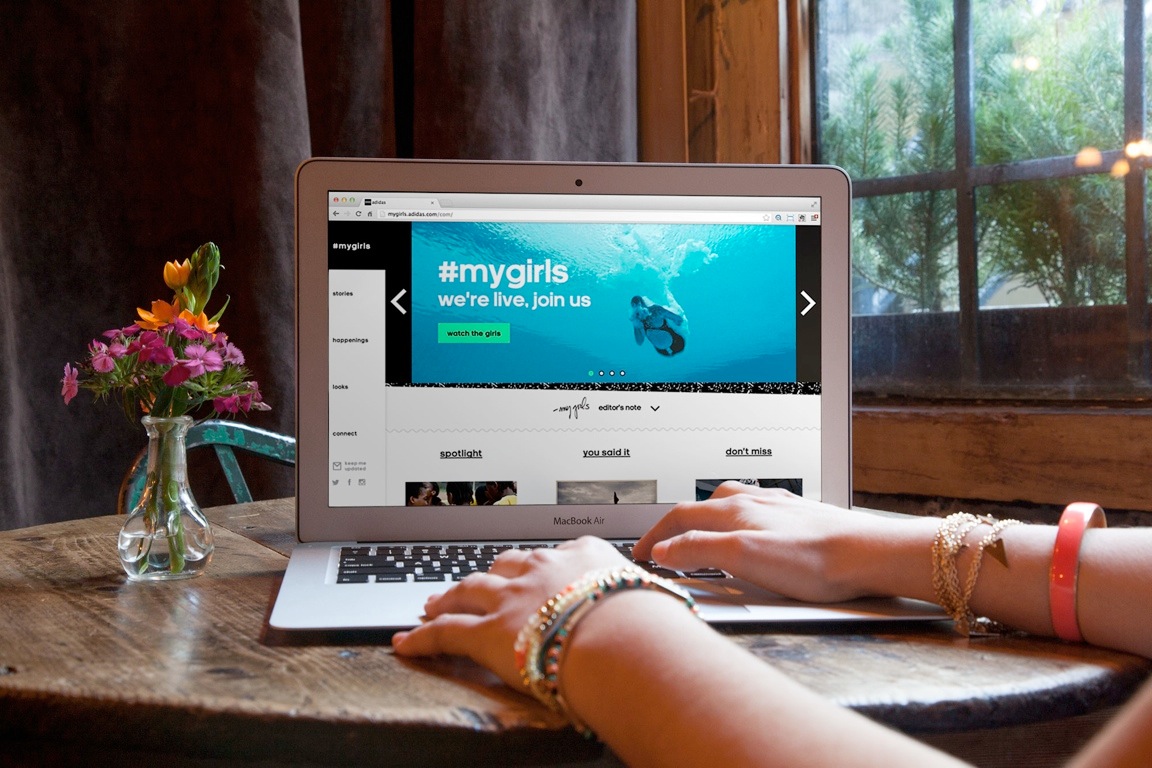 adidas
mygirls.adidas.com/com/
#mygirls
stories
happenings
looks
connect
keep me
updated
#mygirls
we're live, join us
watch the girls
-my girls editor's note
spotlight
you said it
don't miss
MacBook Air